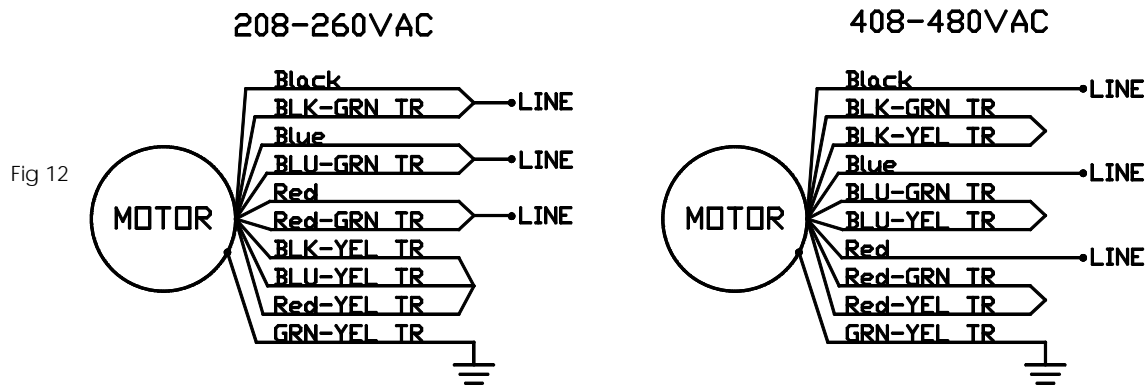 208-260VAC
Black
BLK-GRN TR
LINE
Blue
BLU-GRN TR
LINE
Red
Red-GRN TR
LINE
BLK-YEL TR
BLU-YEL TR
Red-YEL TR
GRN-YEL TR
MOTOR
Fig 12
408-480VAC
Black
LINE
BLK-GRN TR
BLK-YEL TR
Blue
LINE
BLU-GRN TR
BLU-YEL TR
Red
LINE
Red-GRN TR
Red-YEL TR
GRN-YEL TR
MOTOR